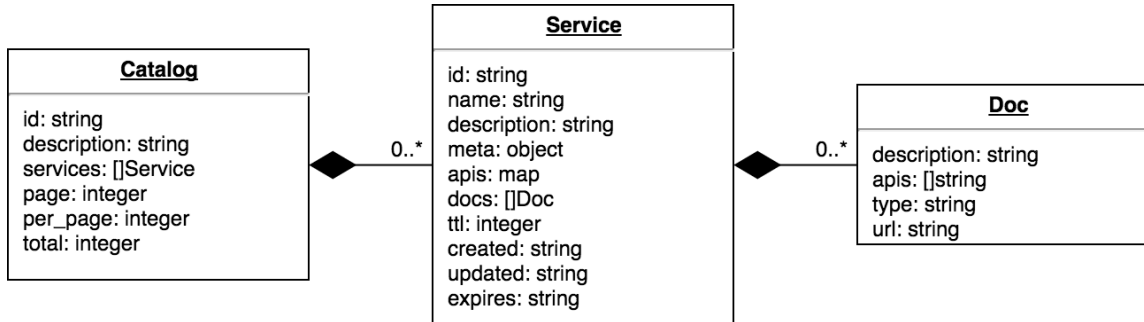 Catalog
id: string
description: string
services: []Service
page: integer
per_page: integer
total: integer
0..*
Service
id: string
name: string
description: string
meta: object
apis: map
docs: []Doc
ttl: integer
created: string
updated: string
expires: string
0..*
Doc
description: string
apis: []string
type: string
url: string